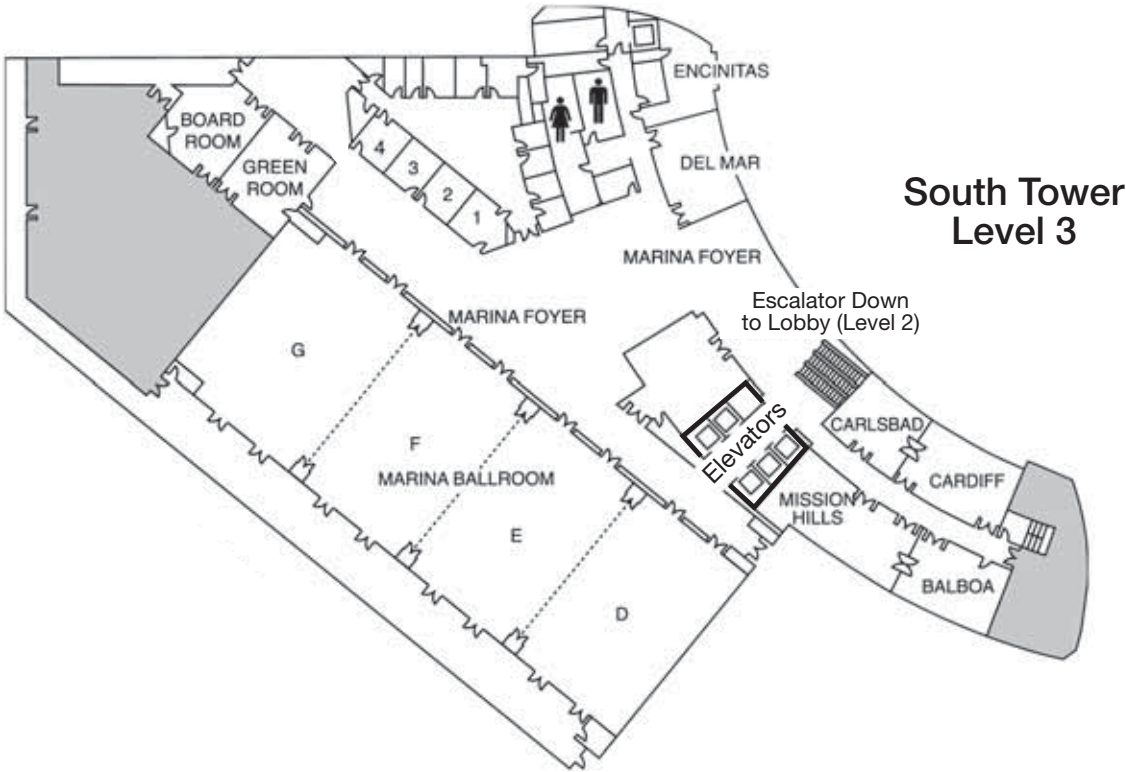 ENCINITAS
BOARD
ROOM
GREEN
ROOM
4
3
2
1
DEL MAR
South Tower
Level 3
MARINA FOYER
Escalator Down
to Lobby (Level 2)
MARINA FOYER
G
F
MARINA BALLROOM
E
D
Elevators
CARLSBAD
CARDIFF
MISSION
HILLS
BALBOA